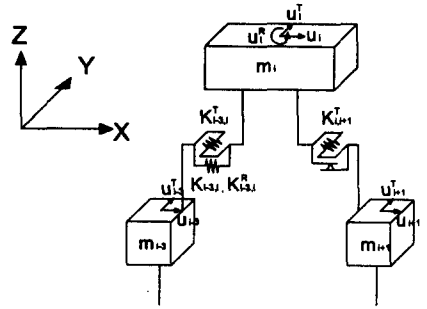 Z
Y
X
u_i^T
u_i^R
u_i
m_i
K_{i-3,i}^T
K_{i,i+1}^T
K_{i-3,i}, K_{i-3,i}^R
u_{i-3}^T
u_{i-3}
m_{i-3}
u_{i+1}^T
u_{i+1}
m_{i+1}